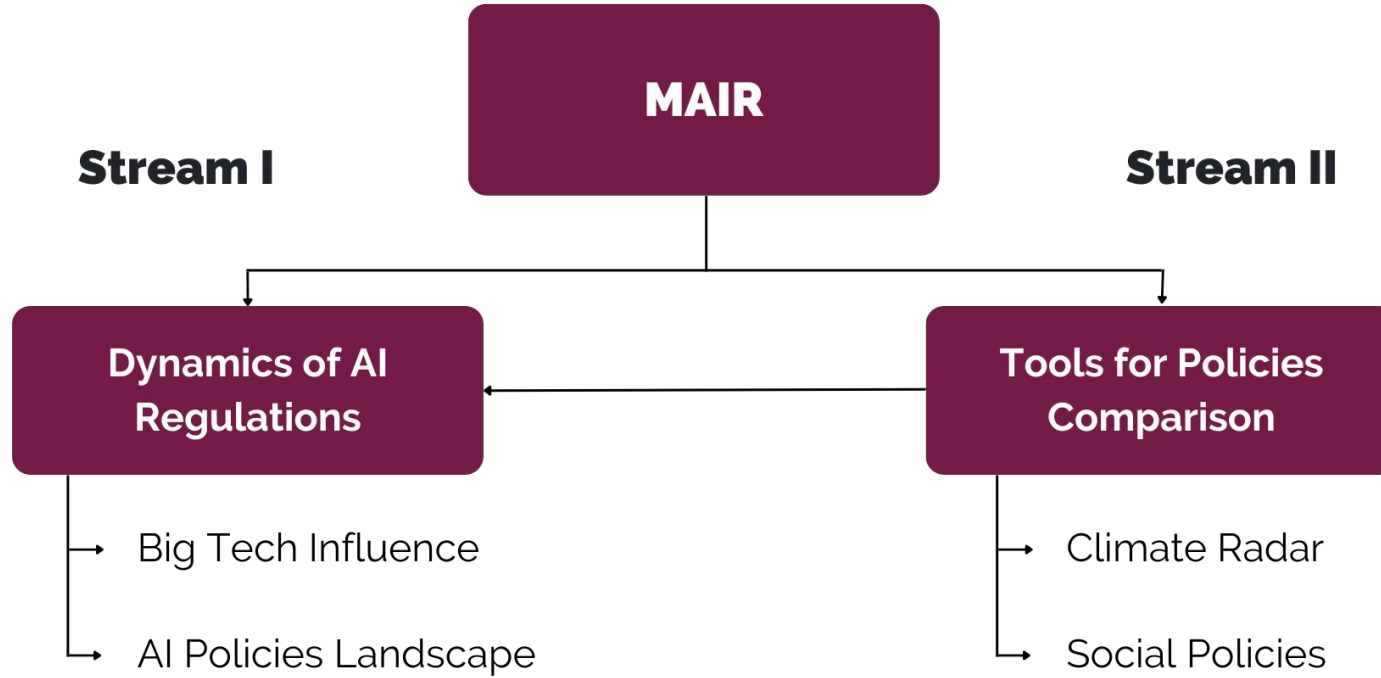 MAIR
Stream I
Stream II
Dynamics of AI
Regulations
Tools for Policies
Comparison
Big Tech Influence
AI Policies Landscape
Climate Radar
Social Policies